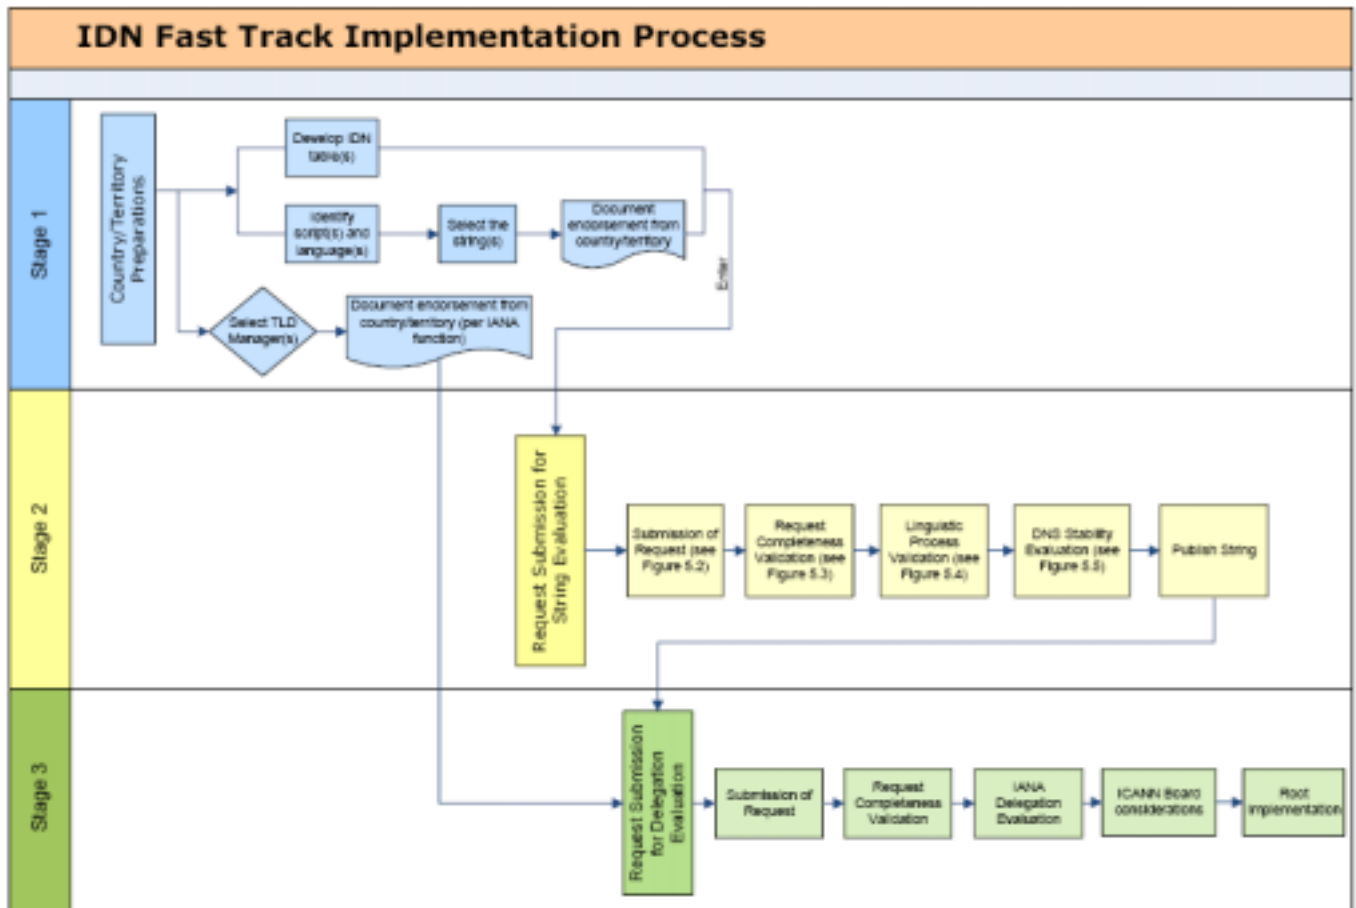 IDN Fast Track Implementation Process
Stage 1
Country/Territory
Preparations
Develop IDN
table(s)
Identify
script(s) and
language(s)
Select the
string(s)
Document
endorsement from
country/territory
Enter
Select TLD
Manager(s)
Document endorsement from
country/territory (per IANA
function)
Stage 2
Request Submission for
String Evaluation
Submission of
Request (see
Figure 5.2)
Request
Completeness
Validation (see
Figure 5.3)
Linguistic
Process
Validation (see
Figure 5.4)
DNS Stability
Evaluation (see
Figure 5.5)
Publish String
Stage 3
Request Submission
for Delegation
Evaluation
Submission of
Request
Request
Completeness
Validation
IANA
Delegation
Evaluation
ICANN Board
considerations
Root
Implementation